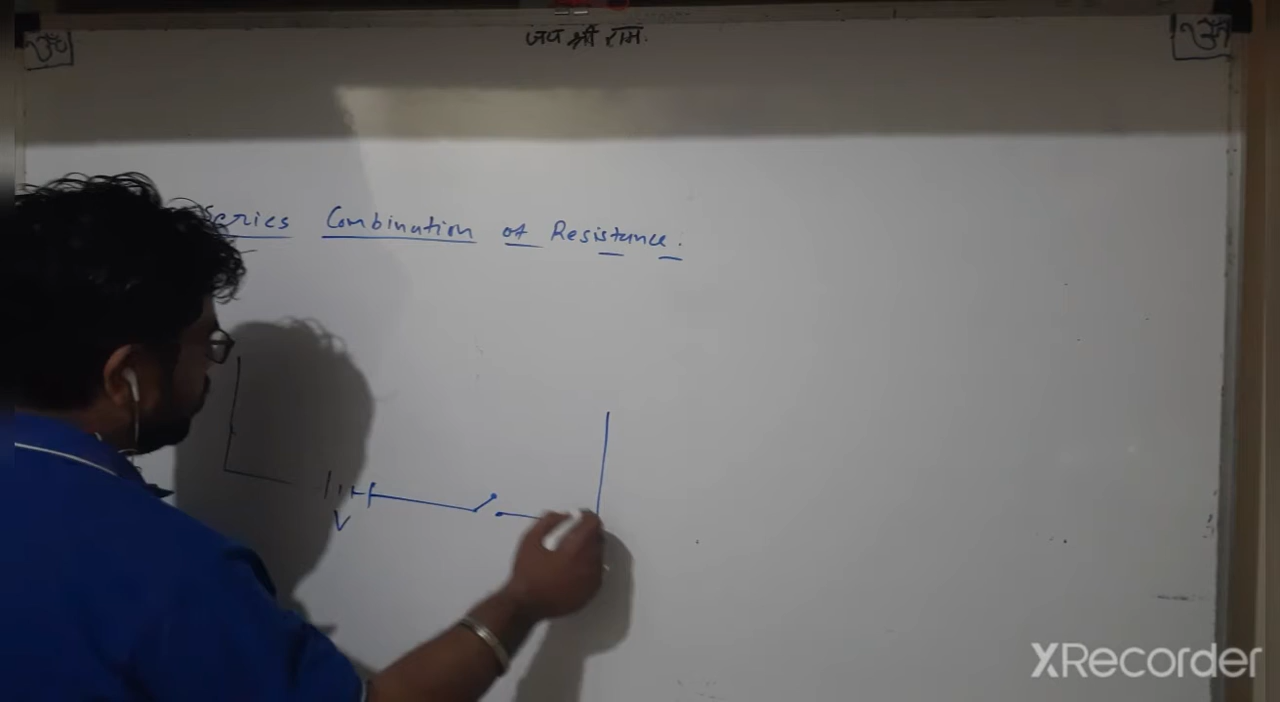 ॐ
जय श्री राम
ॐ
Series Combination of Resistance.
V
XRecorder